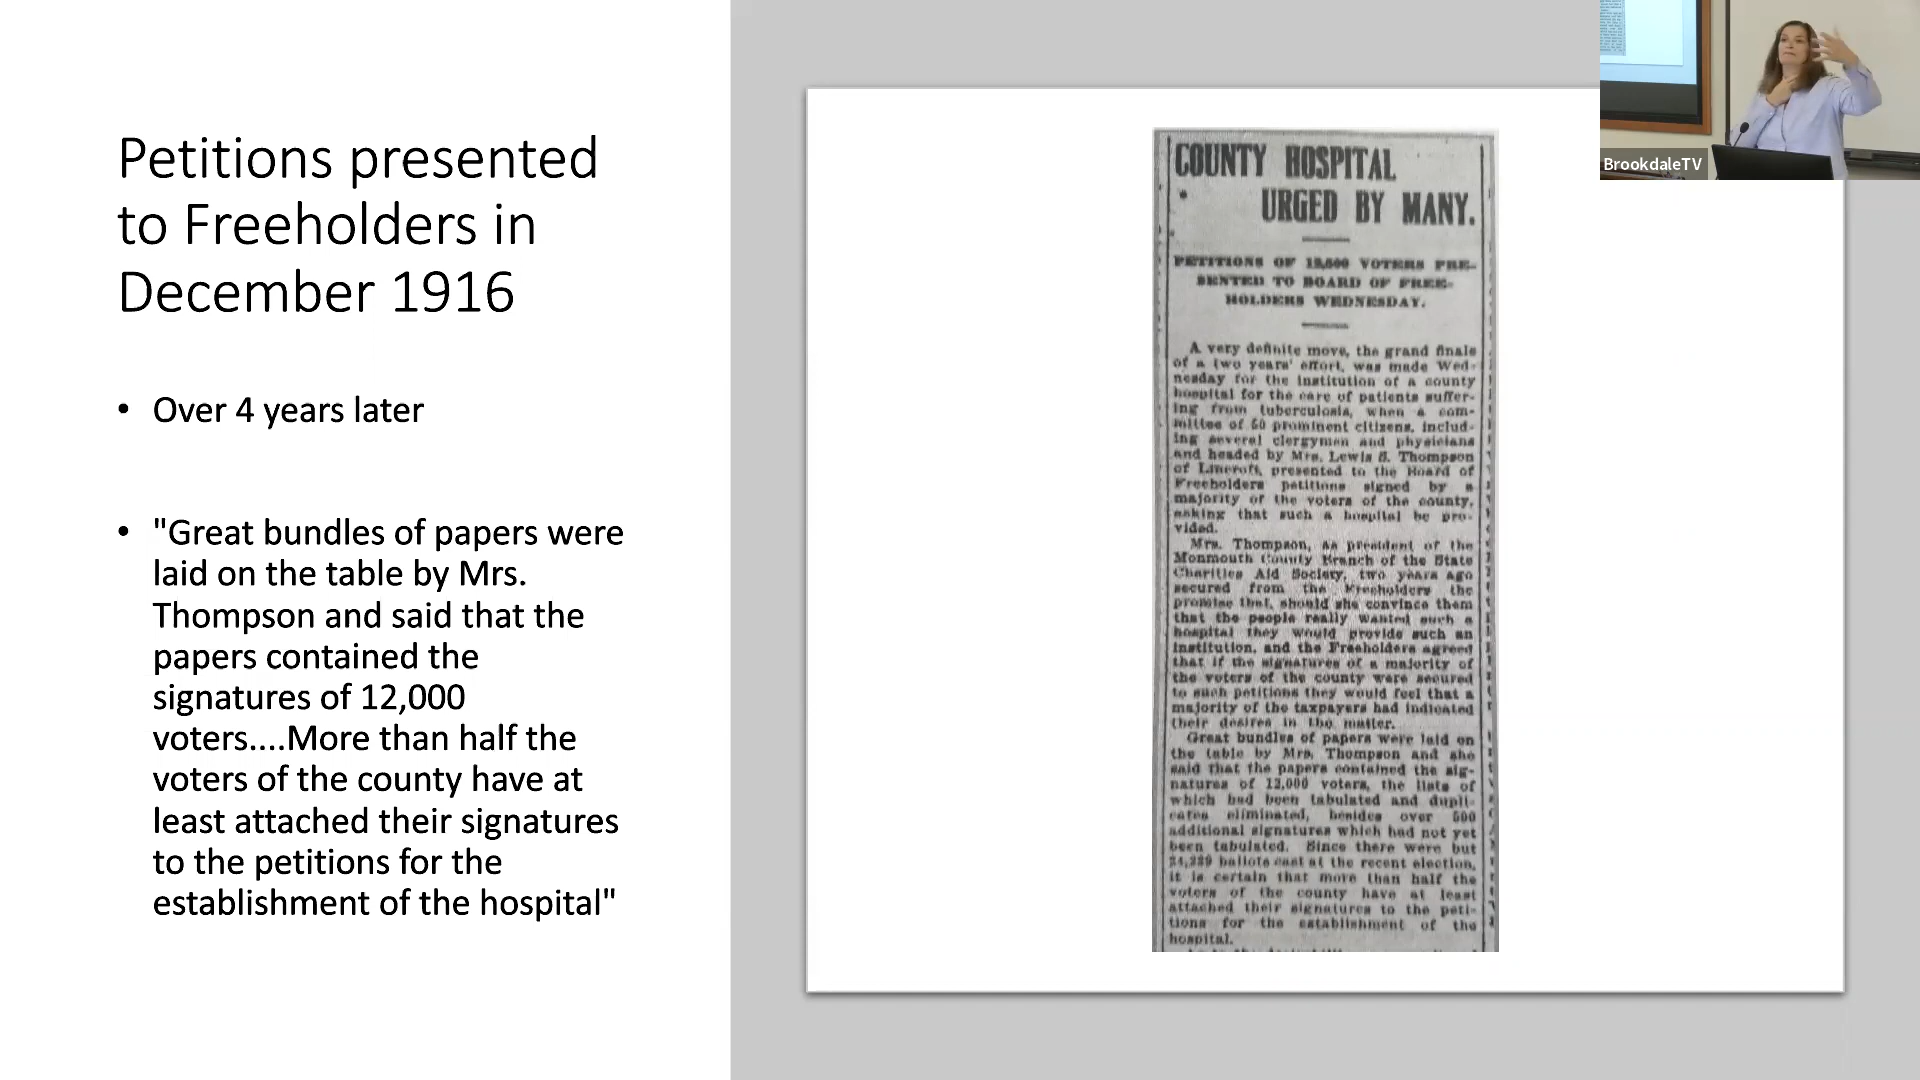 Petitions presented
to Freeholders in
December 1916
• Over 4 years later
• "Great bundles of papers were
laid on the table by Mrs.
Thompson and said that the
papers contained the
signatures of 12,000
voters....More than half the
voters of the county have at
least attached their signatures
to the petitions for the
establishment of the hospital"
COUNTY HOSPITAL
URGED BY MANY.
PETITIONS OF VOTERS PRE-
SENTED TO BOARD OF FREE-
HOLDERS WEDNESDAY.
A very definite move, the grand finale
of a two years' effort, was made Wed-
nesday for the institution of a county
hospital for the care of patients suffer-
ing from tuberculosis, when a com-
mittee of 50 prominent citizens, includ-
ing several clergymen and physicians
and headed by Mrs. Lewis S. Thompson
of Lincroft, presented to the Board of
Freeholders petitions signed by a
majority of the voters of the county,
asking that such a hospital be pro-
vided.
Mrs. Thompson, as president of the
Monmouth County Branch of the State
Charities Aid Society, two years ago
secured from the Freeholders the
promise that, should she convince them
that the people really wanted such a
hospital they would provide such an
institution, and the Freeholders agreed
that if the signatures of a majority of
the voters of the county were secured
to such petitions they would feel that a
majority of the taxpayers had indicated
their desires in the matter.
Great bundles of papers were laid on
the table by Mrs. Thompson and she
said that the papers contained the sig-
natures of 12,000 voters, the lists of
which had been tabulated and dupli-
cates eliminated, besides over 500
additional signatures which had not yet
been tabulated. Since there were but
ballots cast at the recent election,
it is certain that more than half the
voters of the county have at least
attached their signatures to the peti-
tions for the establishment of the
hospital.
BrookdaleTV